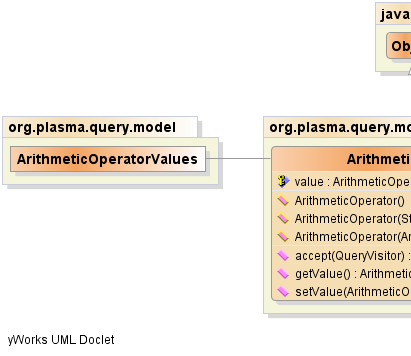 java
Obj
org.plasma.query.model
ArithmeticOperatorValues
org.plasma.query.mo
Arithmeti
value : ArithmeticOpe
ArithmeticOperator()
ArithmeticOperator(St
ArithmeticOperator(Ar
accept(QueryVisitor) :
getValue() : Arithmetic
setValue(ArithmeticO
yWorks UML Doclet